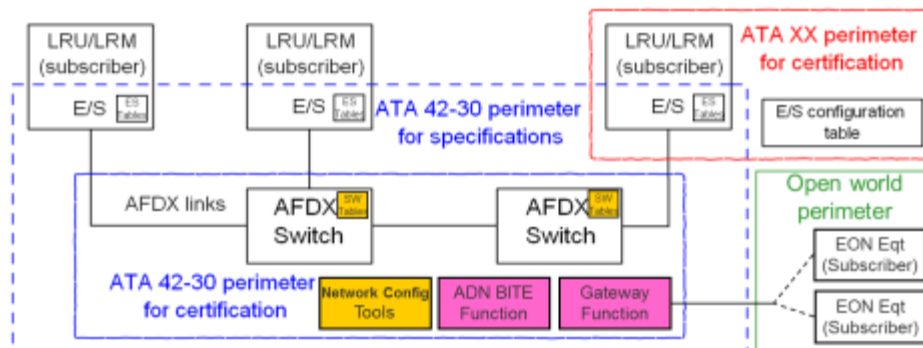 LRU/LRM
(subscriber)
E/S
ES
Tables
LRU/LRM
(subscriber)
E/S
ES
Tables
LRU/LRM
(subscriber)
E/S
ES
Tables
ATA XX perimeter
for certification
E/S configuration
table
ATA 42-30 perimeter
for specifications
AFDX links
AFDX
Switch
SW
Tables
AFDX
Switch
SW
Tables
ATA 42-30 perimeter
for certification
Network Config
Tools
ADN BITE
Function
Gateway
Function
Open world
perimeter
EON Eqt
(Subscriber)
EON Eqt
(Subscriber)